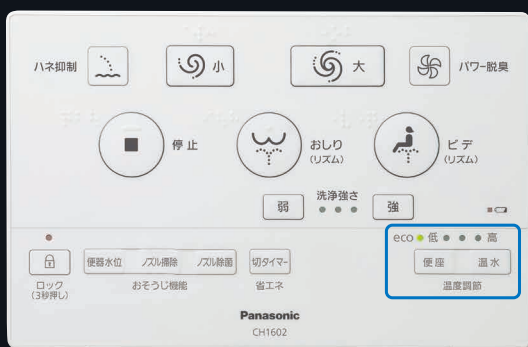 ハネ抑制
小
大
パワー脱臭
停止
おしり
(リズム)
ビデ
(リズム)
洗浄強さ
弱
強
eco 低 高
便器水位 ノズル掃除 ノズル除菌
切タイマー
便座 温水
ロック
(3秒押し)
おそうじ機能
省エネ
温度調節
Panasonic
CH1602